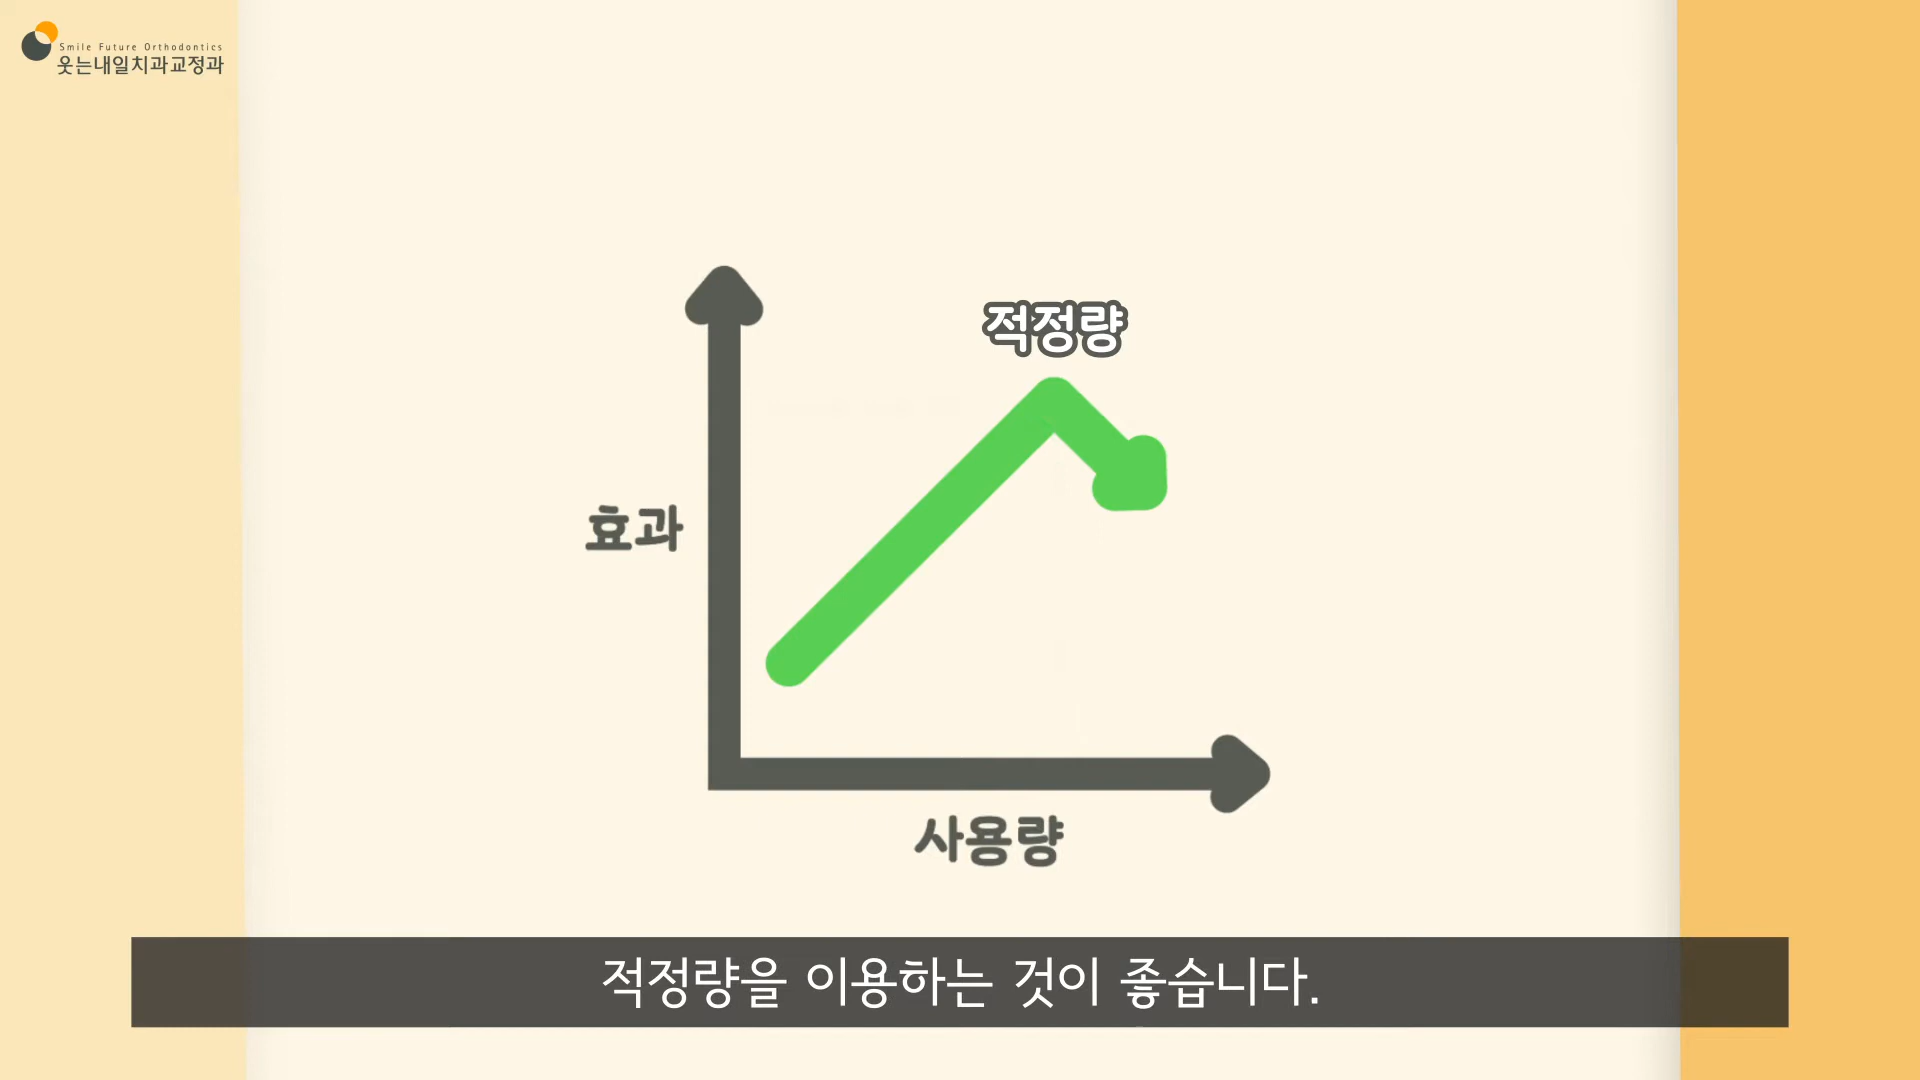 Smile Future Orthodontics
웃는내일치과교정과
적정량
효과
사용량
적정량을 이용하는 것이 좋습니다.